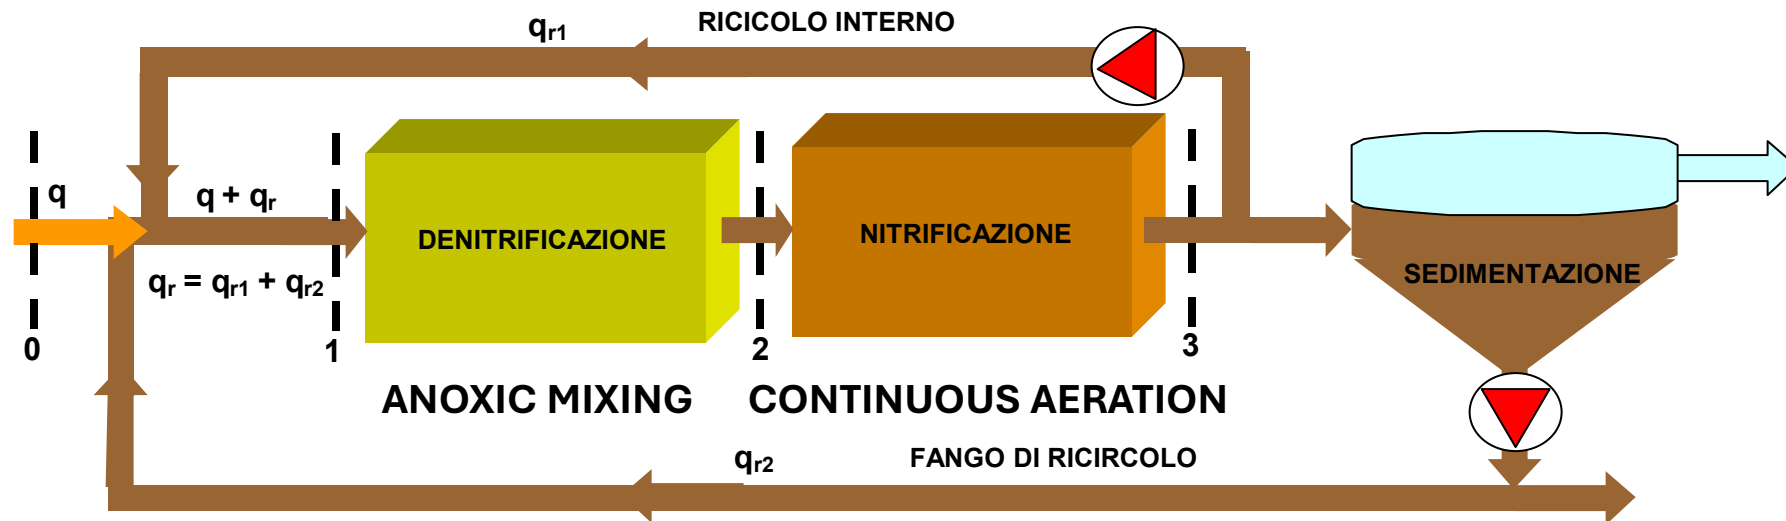 RICICOLO INTERNO
qr1
q
q + qr
qr = qr1 + qr2
DENITRIFICAZIONE
NITRIFICAZIONE
SEDIMENTAZIONE
0
1
2
3
ANOXIC MIXING
CONTINUOUS AERATION
qr2
FANGO DI RICIRCOLO